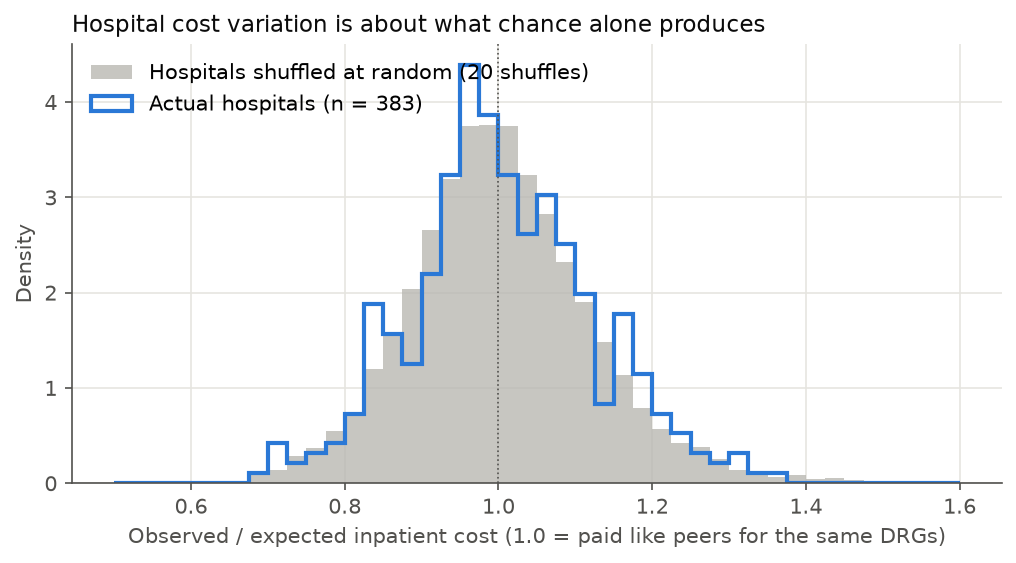 Hospital cost variation is about what chance alone produces
Hospitals shuffled at random (20 shuffles)
Actual hospitals (n = 383)
Density
4
3
2
1
0
0.6 0.8 1.0 1.2 1.4 1.6
Observed / expected inpatient cost (1.0 = paid like peers for the same DRGs)